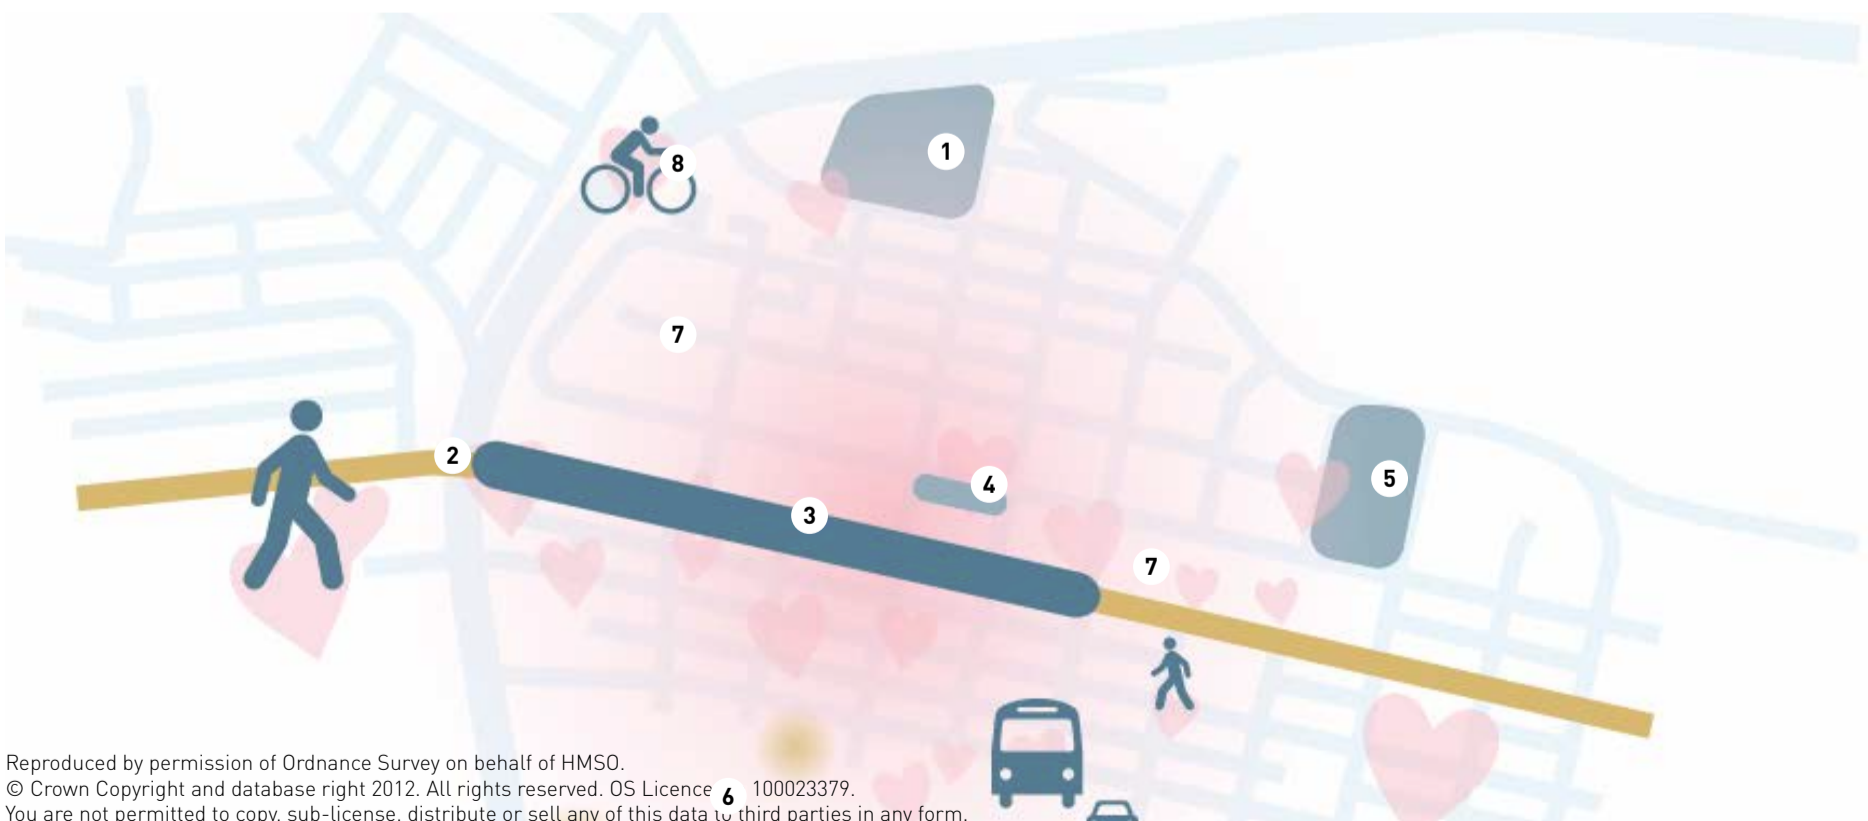 1
8
7
2
4
5
3
7
Reproduced by permission of Ordnance Survey on behalf of HMSO.
© Crown Copyright and database right 2012. All rights reserved. OS Licence 6 100023379.
You are not permitted to copy, sub-license, distribute or sell any of this data to third parties in any form.